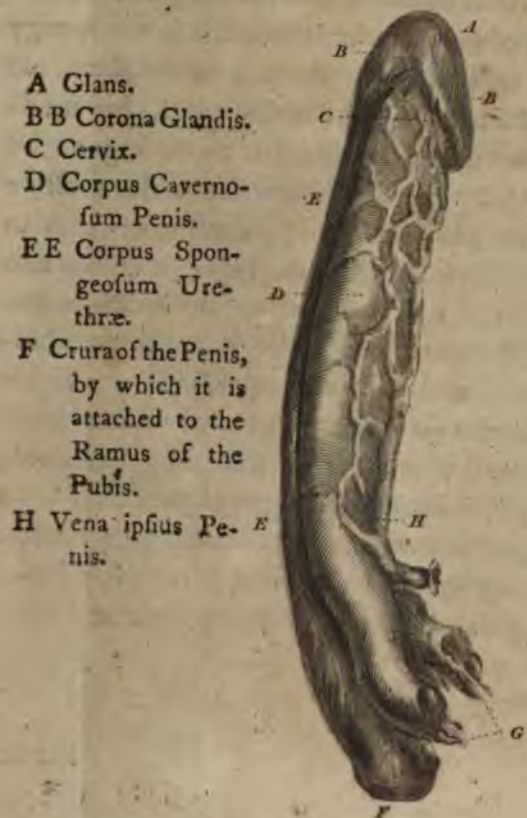 A Glans.
B B Corona Glandis.
C Cervix.
D Corpus Caverno-
ſum Penis.
E E Corpus Spon-
geoſum Ure-
thræ.
F Crura of the Penis,
by which it is
attached to the
Ramus of the
Pubis.
H Vena ipſius Pe-
nis.
A
B
B
C
E
D
H
E
G
F